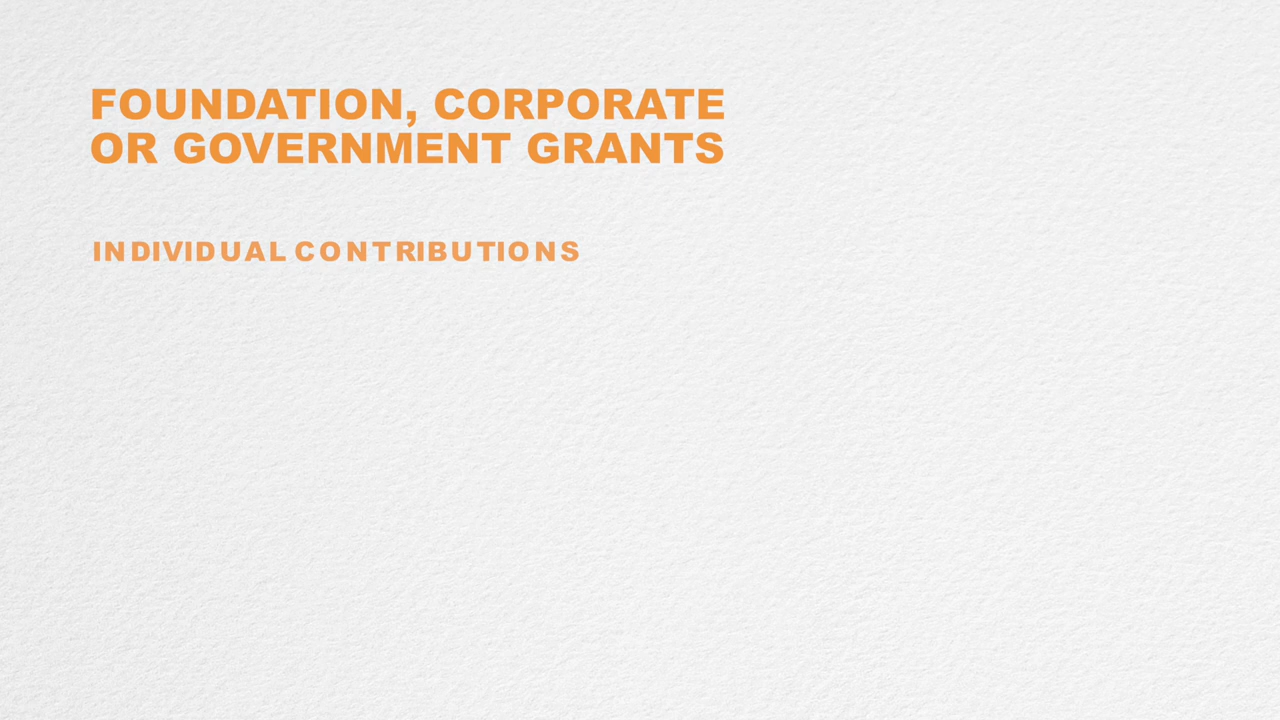 FOUNDATION, CORPORATE
OR GOVERNMENT GRANTS
INDIVIDUAL CONTRIBUTIONS